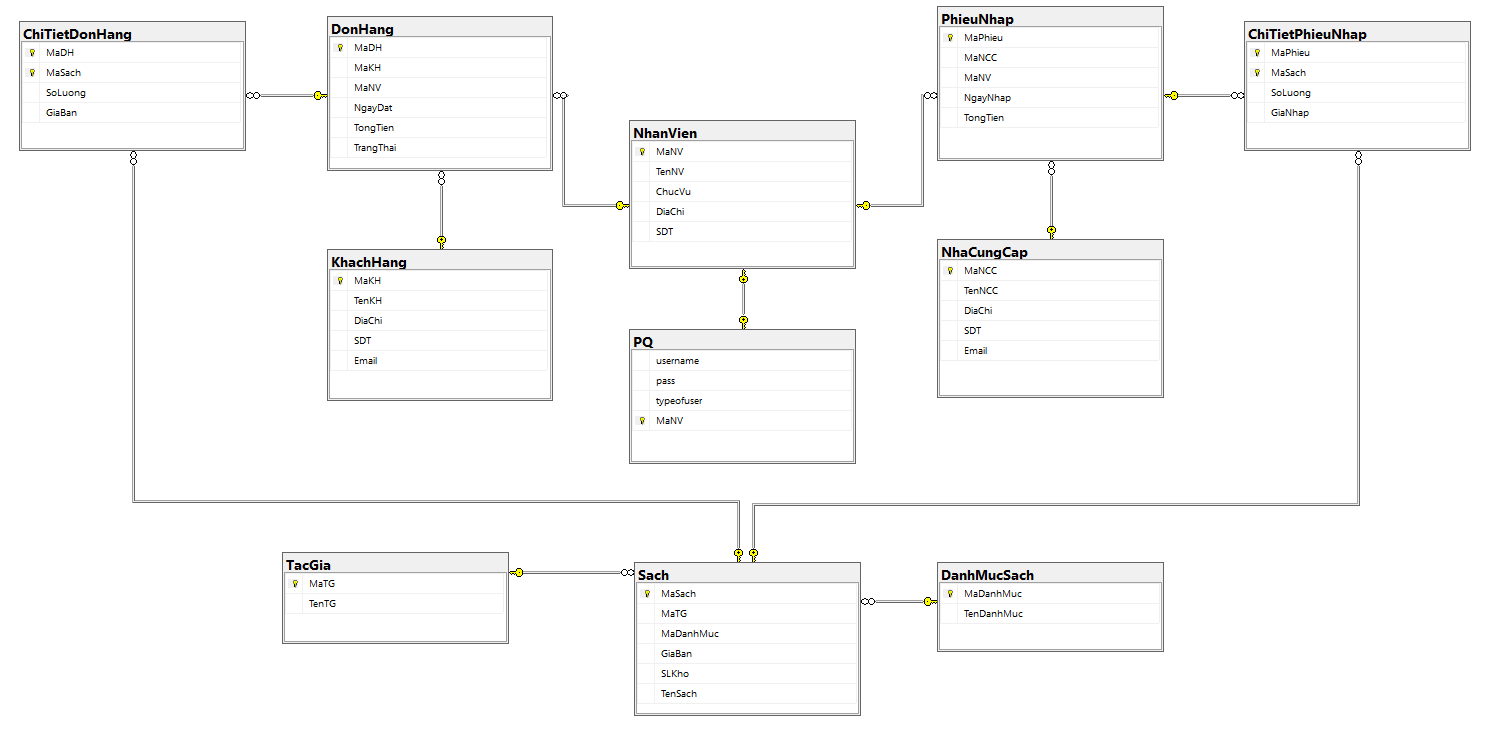 ChiTietDonHang
MaDH
MaSach
SoLuong
GiaBan
DonHang
MaDH
MaKH
MaNV
NgayDat
TongTien
TrangThai
NhanVien
MaNV
TenNV
ChucVu
DiaChi
SDT
PhieuNhap
MaPhieu
MaNCC
MaNV
NgayNhap
TongTien
ChiTietPhieuNhap
MaPhieu
MaSach
SoLuong
GiaNhap
KhachHang
MaKH
TenKH
DiaChi
SDT
Email
PQ
username
pass
typeofuser
MaNV
NhaCungCap
MaNCC
TenNCC
DiaChi
SDT
Email
TacGia
MaTG
TenTG
Sach
MaSach
MaTG
MaDanhMuc
GiaBan
SLKho
TenSach
DanhMucSach
MaDanhMuc
TenDanhMuc